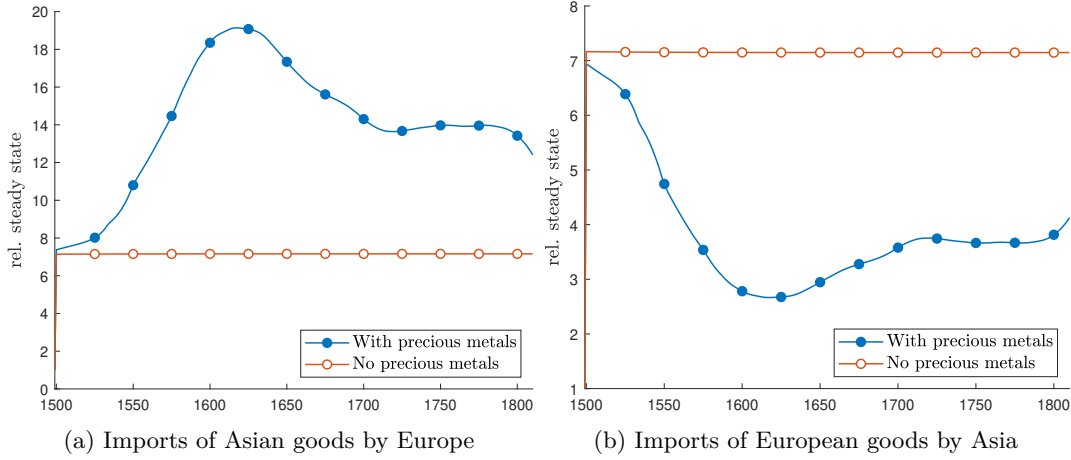 20
18
16
14
12
10
8
6
4
2
0
rel. steady state
1500 1550 1600 1650 1700 1750 1800
With precious metals
No precious metals
(a) Imports of Asian goods by Europe
8
7
6
5
4
3
2
1
rel. steady state
1500 1550 1600 1650 1700 1750 1800
With precious metals
No precious metals
(b) Imports of European goods by Asia